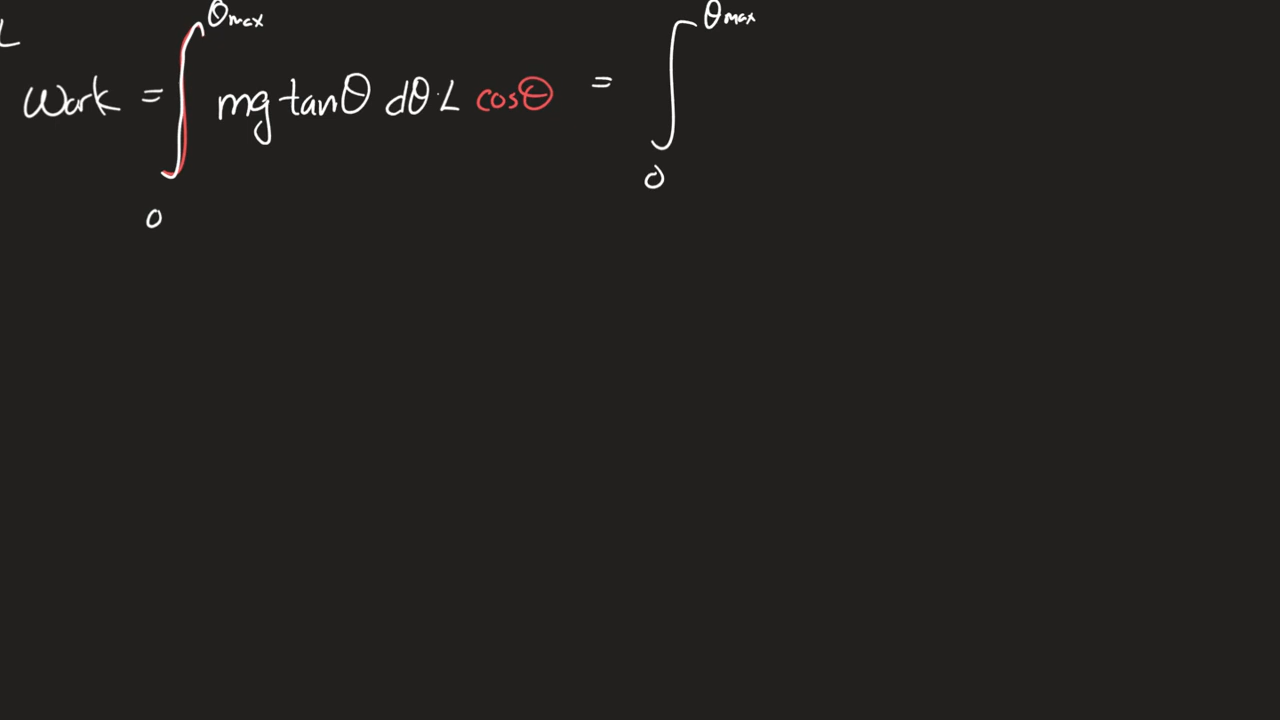 L
Work = ∫₀^θmax mg tanθ dθ·L cosθ = ∫₀^θmax